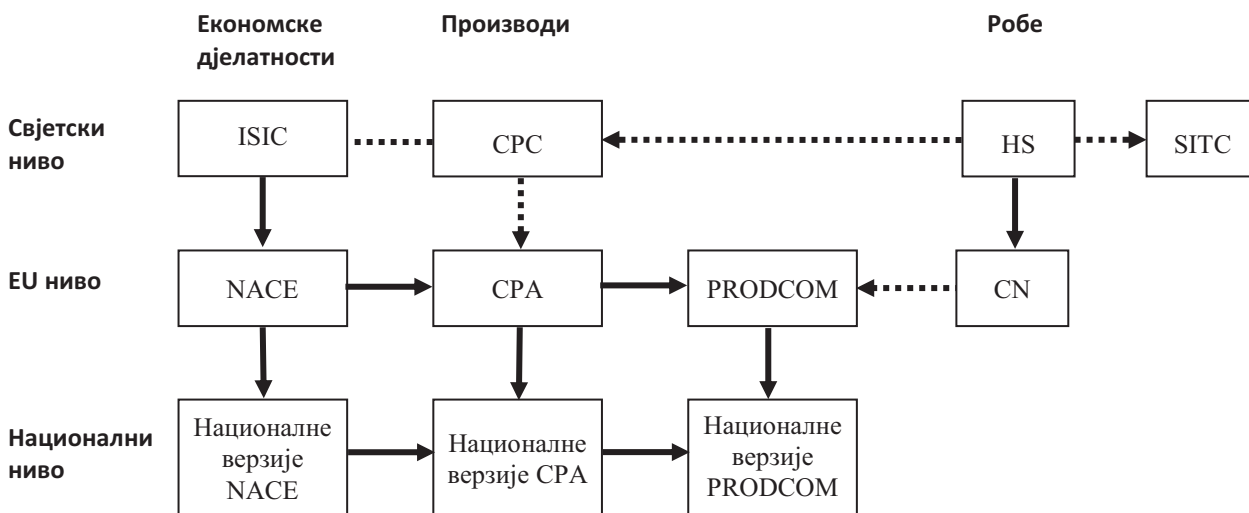 Економске
дјелатности
Производи
Робе
Свјетски
ниво
ISIC
CPC
HS
SITC
EU ниво
NACE
CPA
PRODCOM
CN
Национални
ниво
Националне
верзије
NACE
Националне
верзије CPA
Националне
верзије
PRODCOM